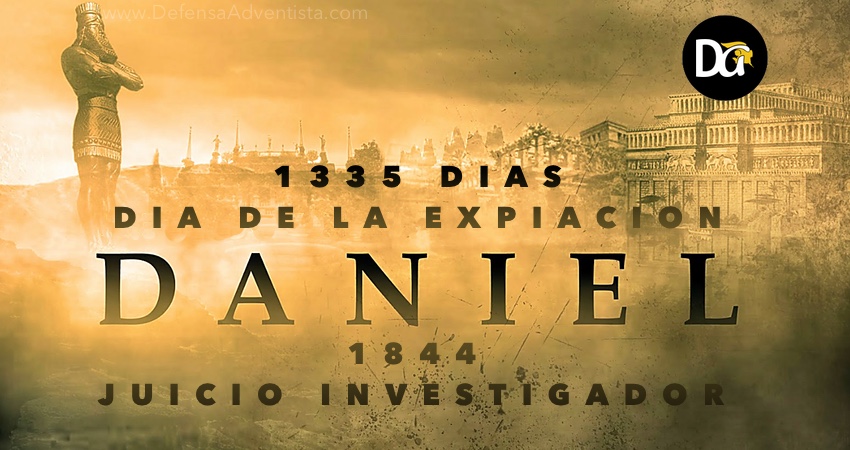 www.DefensaAdventista.com
DA
1335 DIAS
DIA DE LA EXPIACION
DANIEL
1844
JUICIO INVESTIGADOR